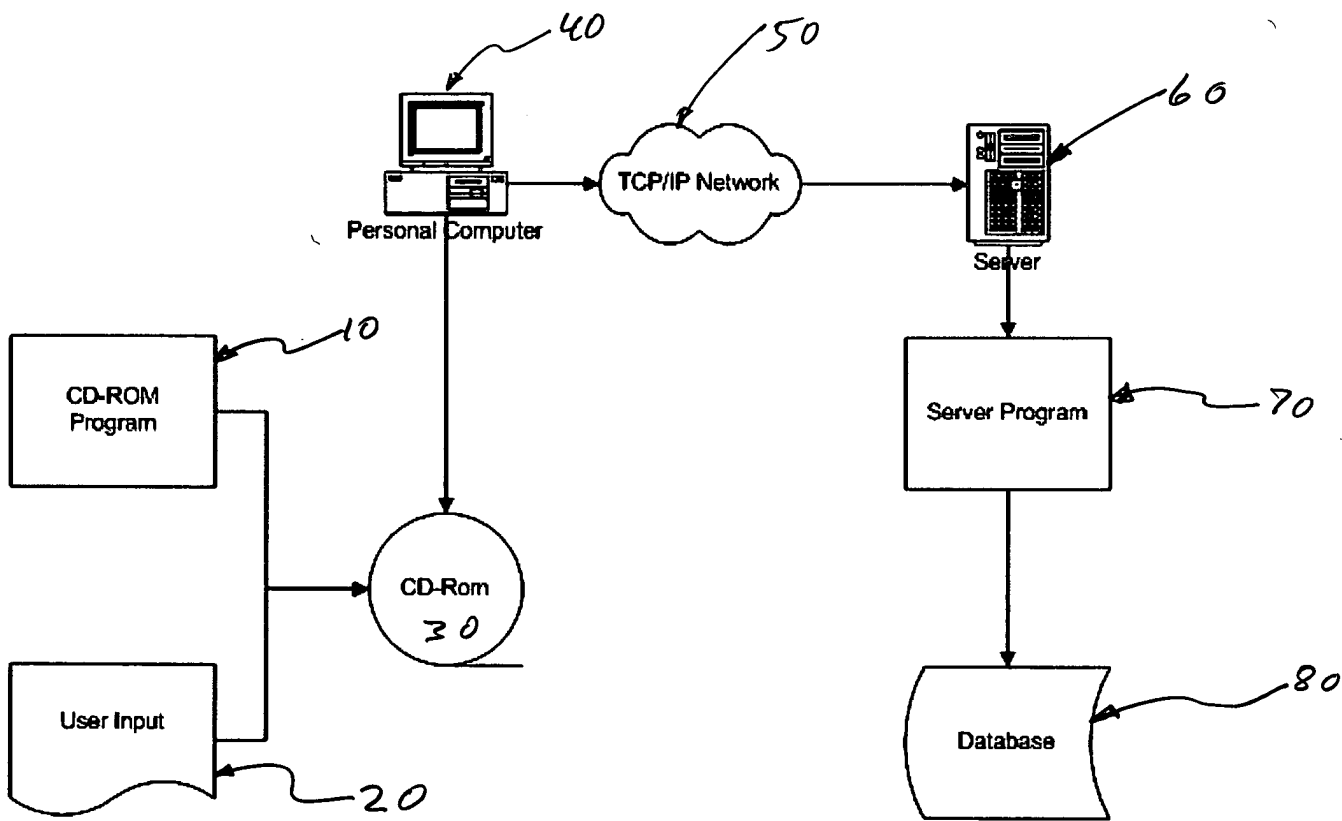 40
50
60
TCP/IP Network
Personal Computer
Server
10
CD-ROM
Program
Server Program
70
CD-Rom
30
User Input
20
Database
80